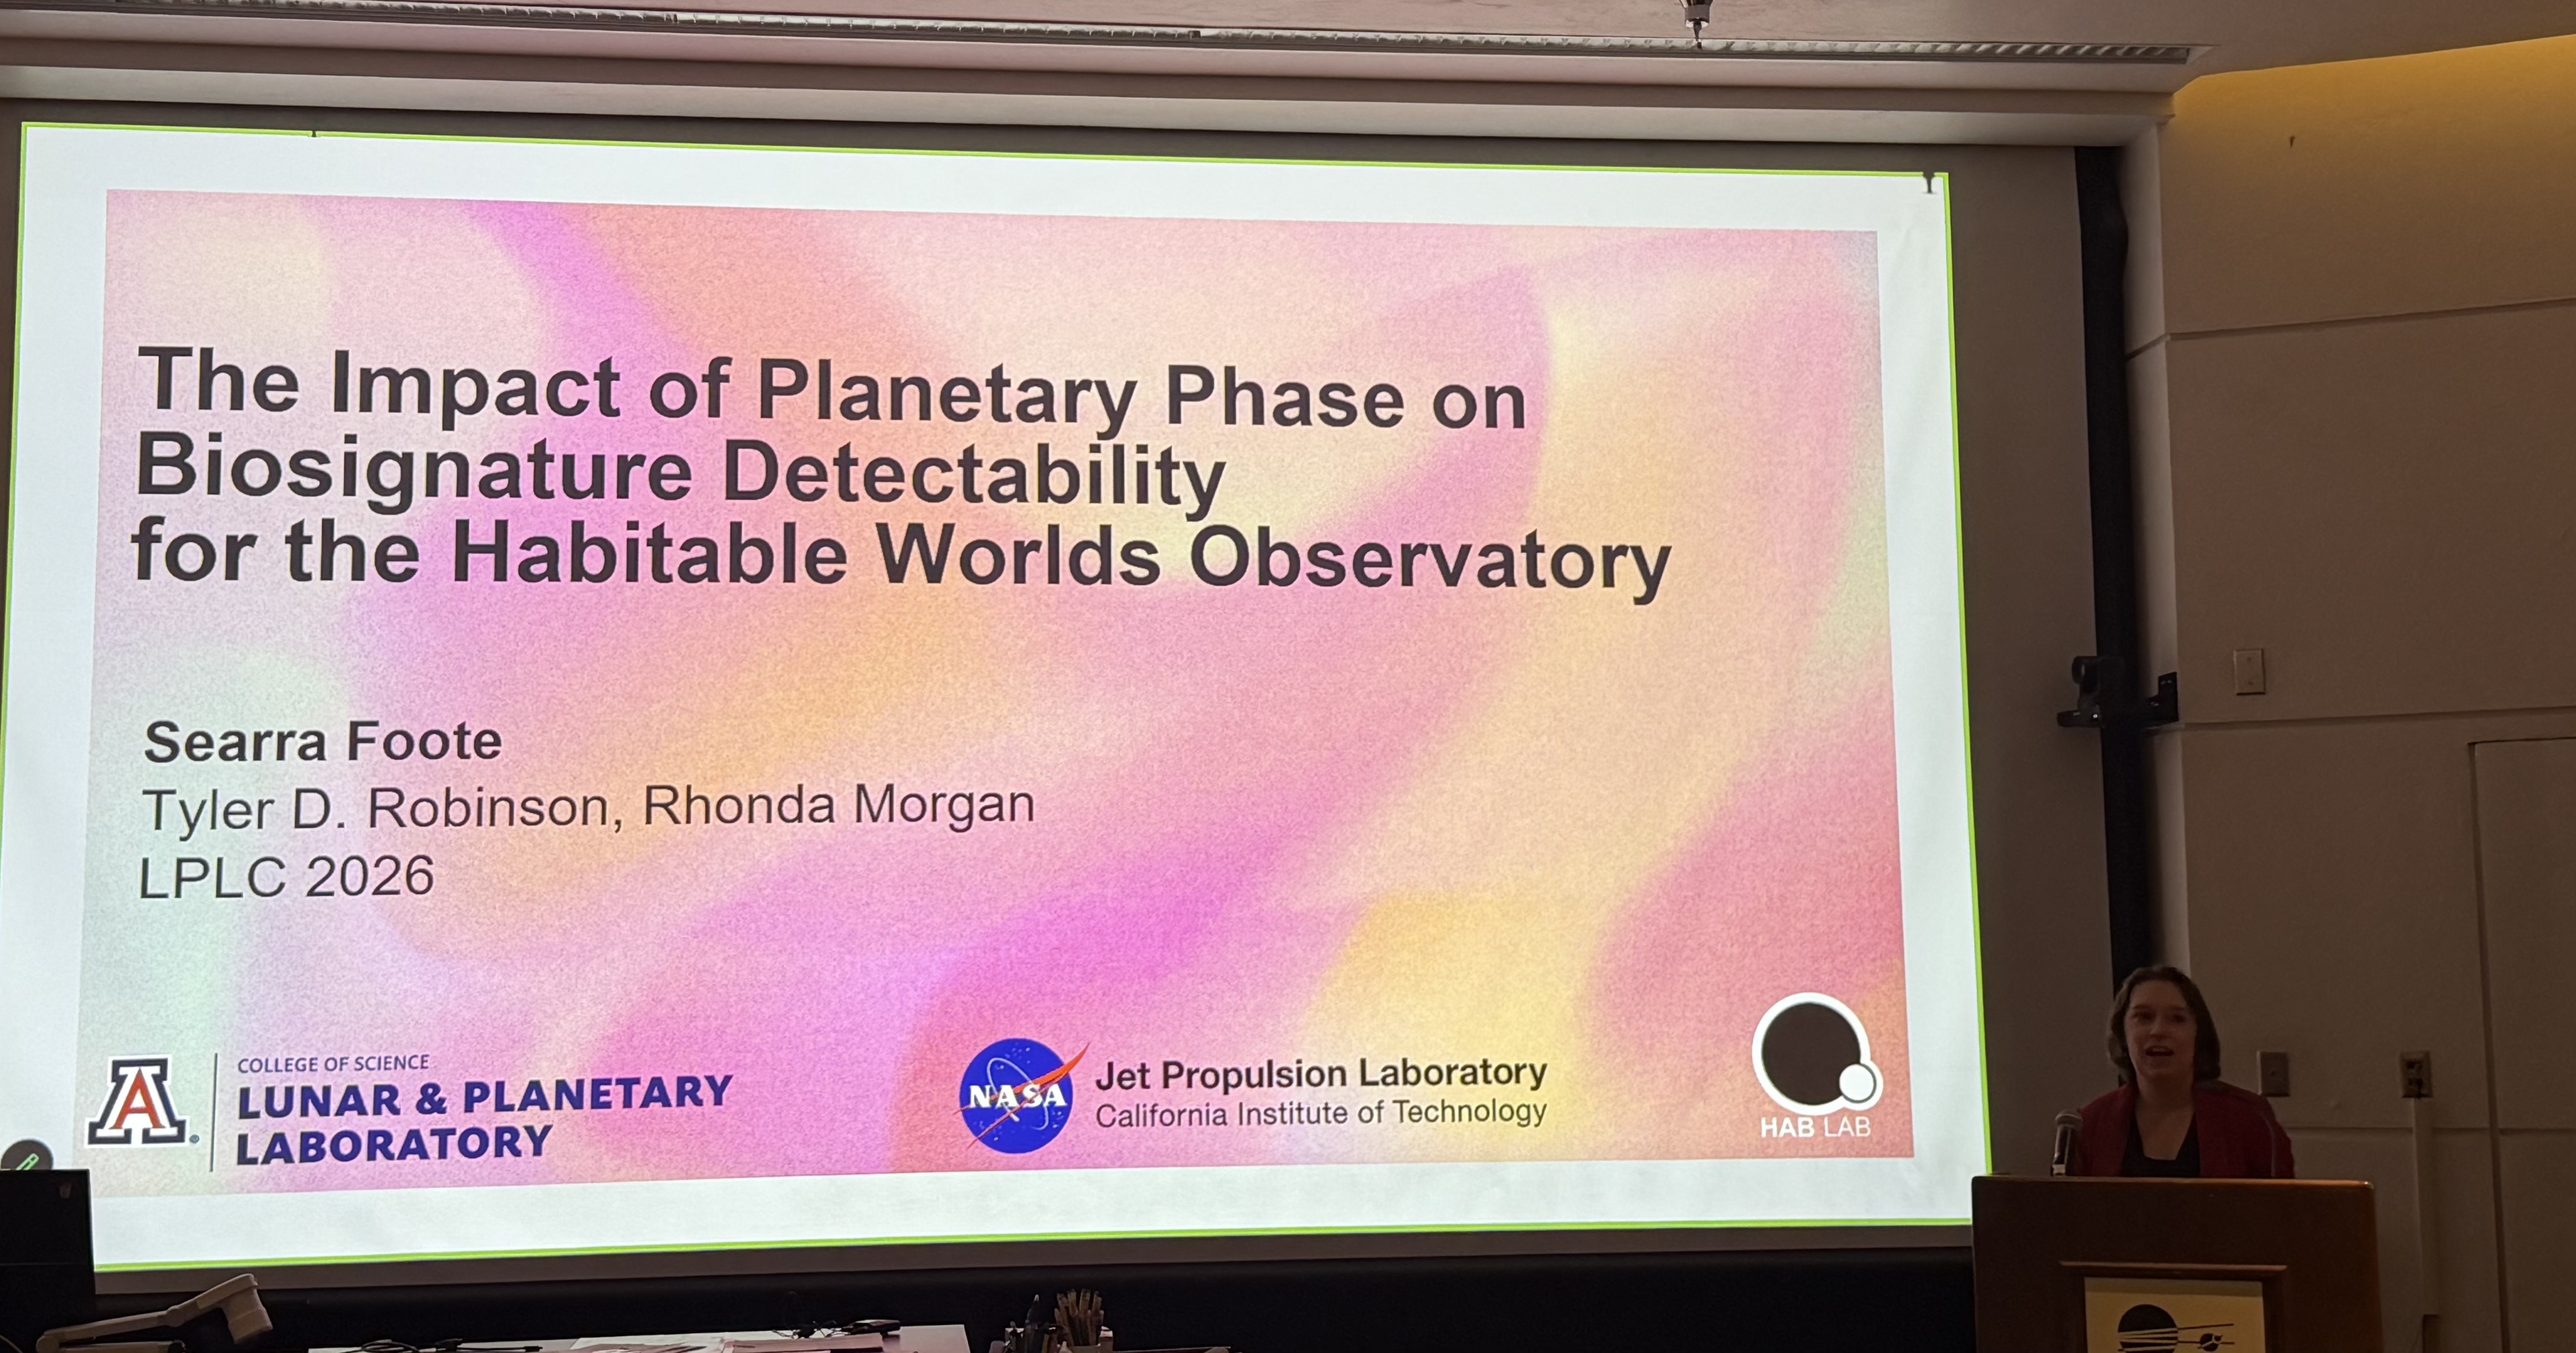 The Impact of Planetary Phase on
Biosignature Detectability
for the Habitable Worlds Observatory
Searra Foote
Tyler D. Robinson, Rhonda Morgan
LPLC 2026
A
COLLEGE OF SCIENCE
LUNAR & PLANETARY
LABORATORY
NASA
Jet Propulsion Laboratory
California Institute of Technology
HAB LAB